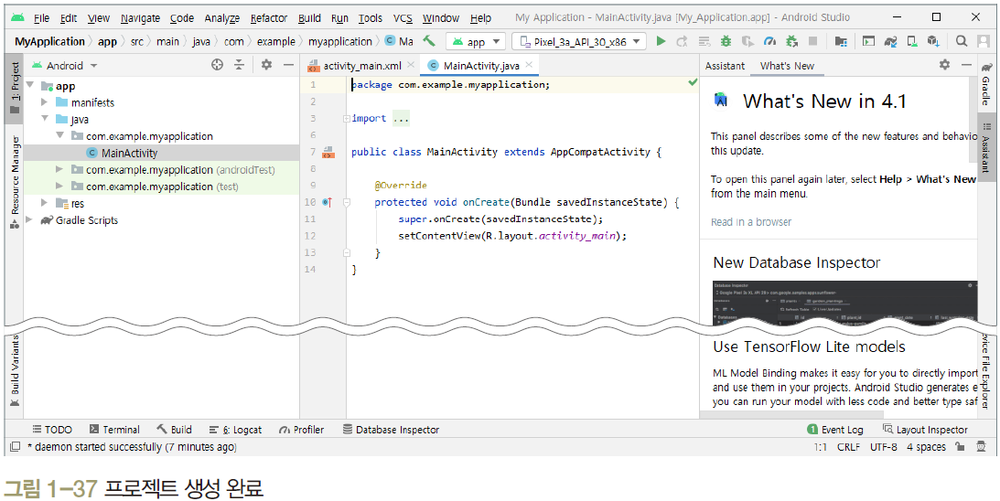 File Edit View Navigate Code Analyze Refactor Build Run Tools VCS Window Help My Application - MainActivity.java [My_Application.app] - Android Studio
MyApplication app src main java com example myapplication C Ma app Pixel_3a_API_30_x86
1: Project
Resource Manager
Build Variants
Android
app
manifests
java
com.example.myapplication
C MainActivity
com.example.myapplication (androidTest)
com.example.myapplication (test)
res
Gradle Scripts
activity_main.xml C MainActivity.java
1 package com.example.myapplication;
2
3 import ...
6
7 public class MainActivity extends AppCompatActivity {
8
9 @Override
10 protected void onCreate(Bundle savedInstanceState) {
11 super.onCreate(savedInstanceState);
12 setContentView(R.layout.activity_main);
13 }
14 }
Assistant What's New
What's New in 4.1
This panel describes some of the new features and behavio
this update.
To open this panel again later, select Help > What's New
from the main menu.
Read in a browser
New Database Inspector
Database Inspector
Use TensorFlow Lite models
ML Model Binding makes it easy for you to directly import
and use them in your projects. Android Studio generates e
you can run your model with less code and better type saf
Gradle
Assistant
evice File Explorer
TODO Terminal Build 6: Logcat Profiler Database Inspector 1 Event Log Layout Inspector
* daemon started successfully (7 minutes ago) 1:1 CRLF UTF-8 4 spaces
그림 1-37 프로젝트 생성 완료